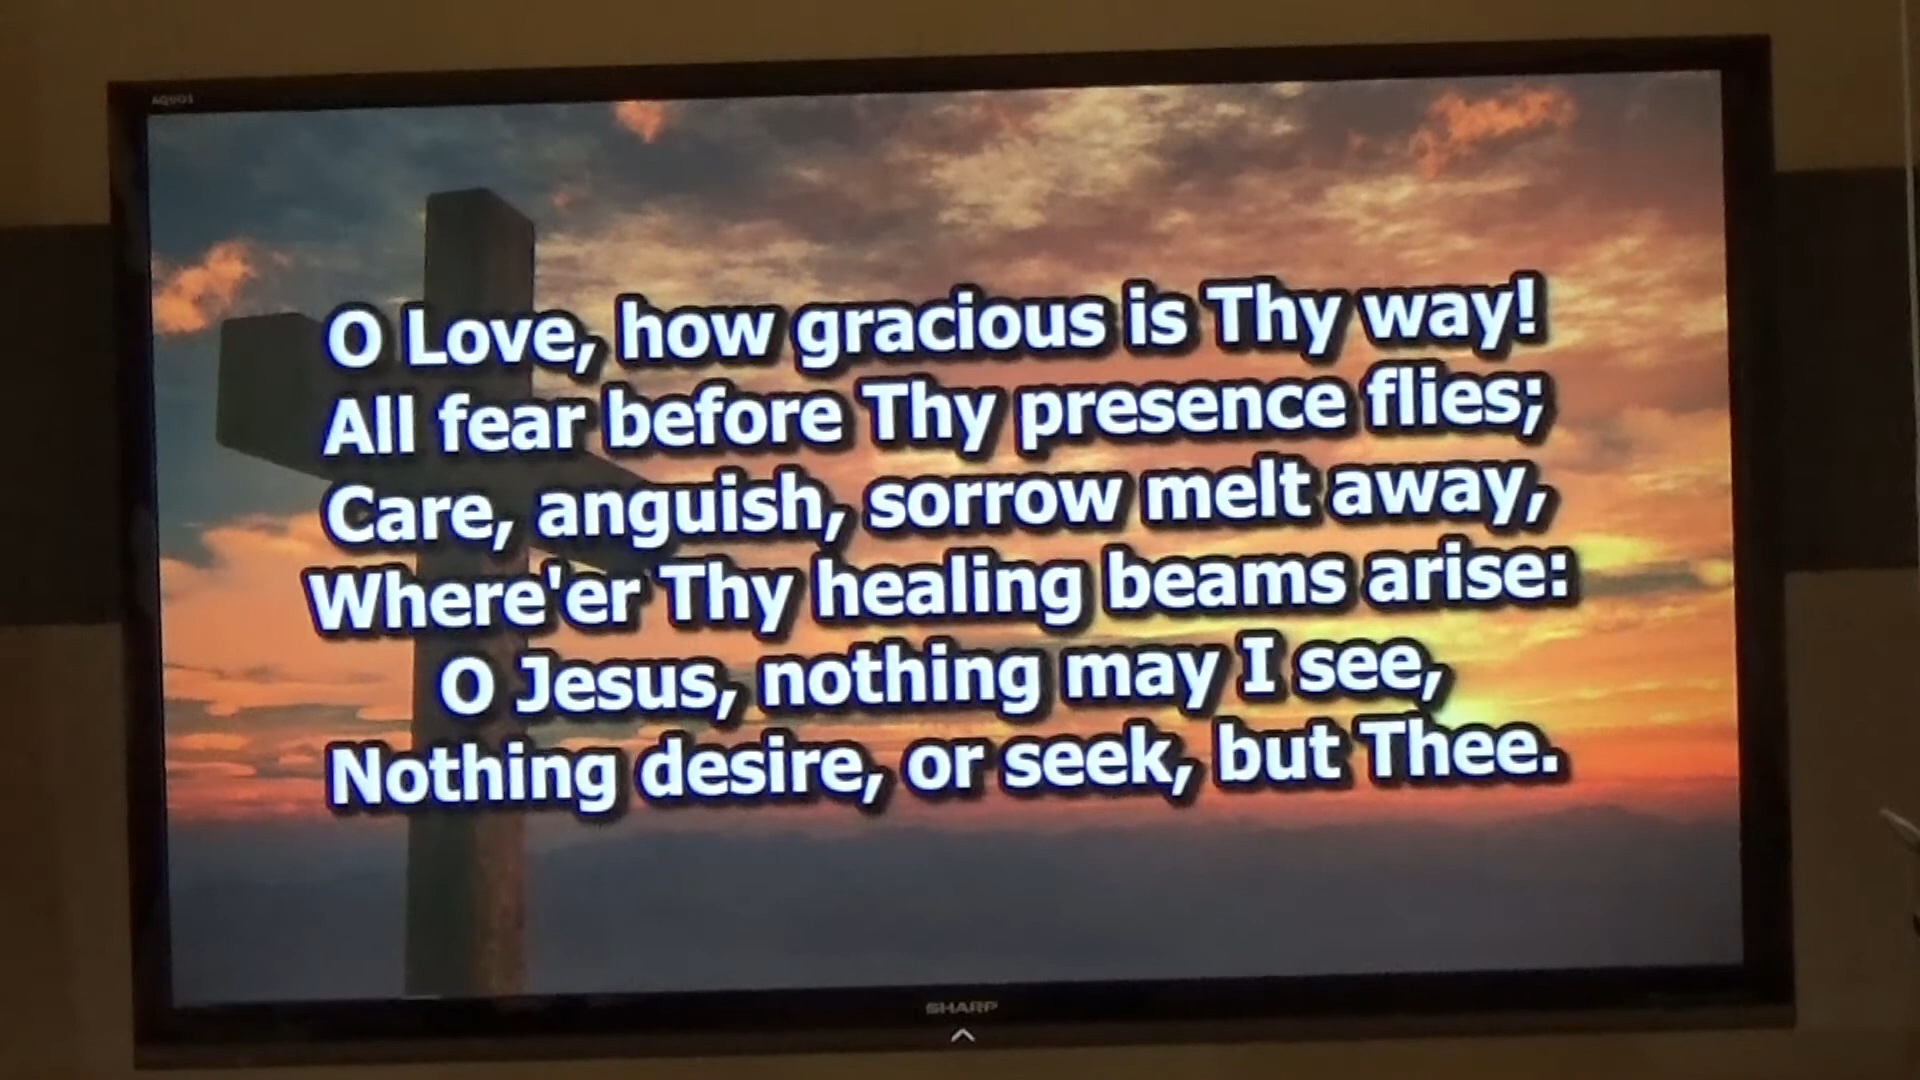 AQUOS
O Love, how gracious is Thy way!
All fear before Thy presence flies;
Care, anguish, sorrow melt away,
Where'er Thy healing beams arise:
O Jesus, nothing may I see,
Nothing desire, or seek, but Thee.
SHARP